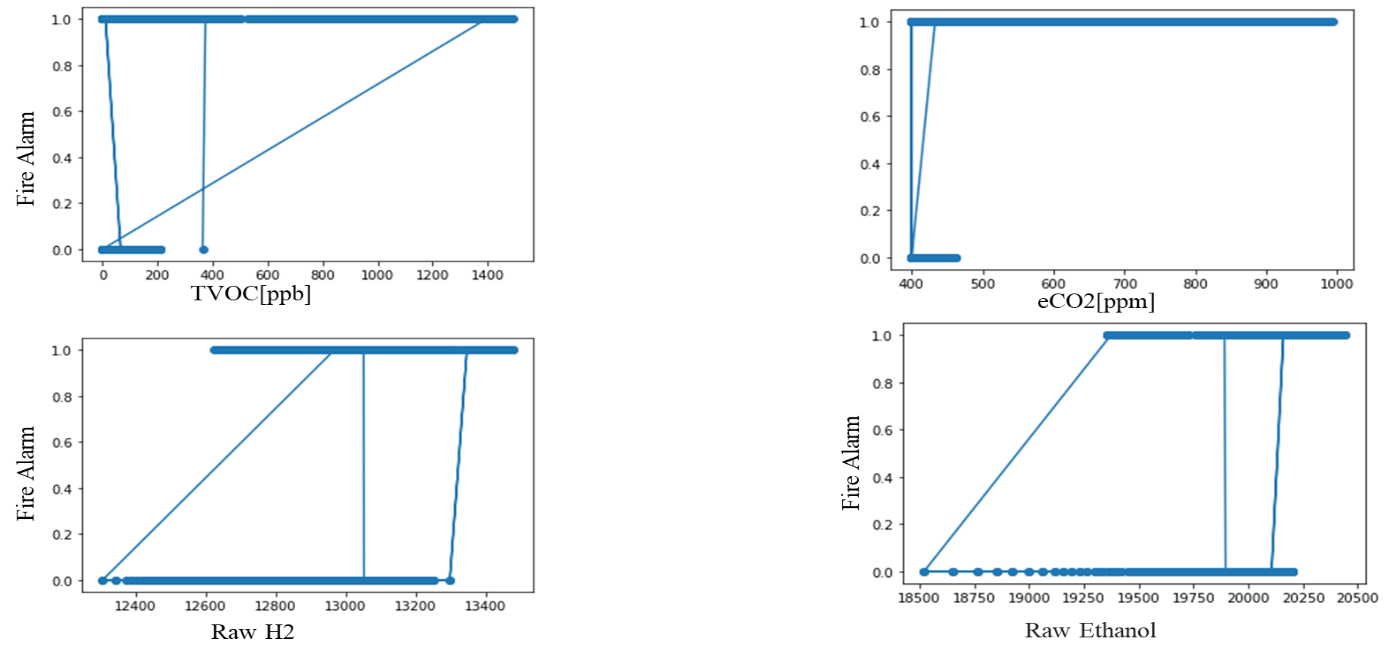 1.0
0.8
0.6
0.4
0.2
0.0
Fire Alarm
0 200 400 600 800 1000 1200 1400
TVOC[ppb]
1.0
0.8
0.6
0.4
0.2
0.0
400 500 600 700 800 900 1000
eCO2[ppm]
1.0
0.8
0.6
0.4
0.2
0.0
Fire Alarm
12400 12600 12800 13000 13200 13400
Raw H2
1.0
0.8
0.6
0.4
0.2
0.0
Fire Alarm
18500 18750 19000 19250 19500 19750 20000 20250 20500
Raw Ethanol